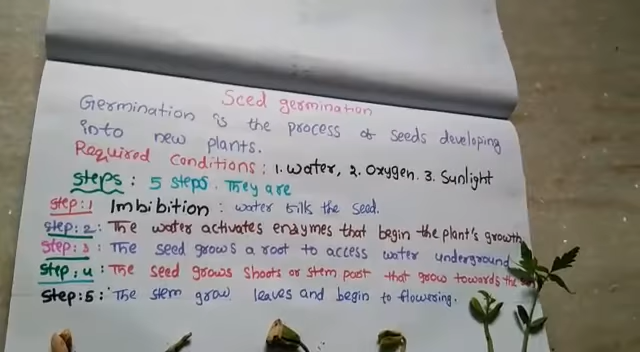 Seed germination
Germination is the process of seeds developing
into new plants.
Required Conditions : 1. Water, 2. Oxygen. 3. Sunlight
Steps : 5 steps. They are
Step:1 Imbibition : water fills the seed.
Step:2: The water activates enzymes that begin the plant's growth
Step:3 : The seed grows a root to access water underground
Step:4 : The seed grows shoots or stem part that grow towards the
Step:5: The stem grow leaves and begin to flowering.